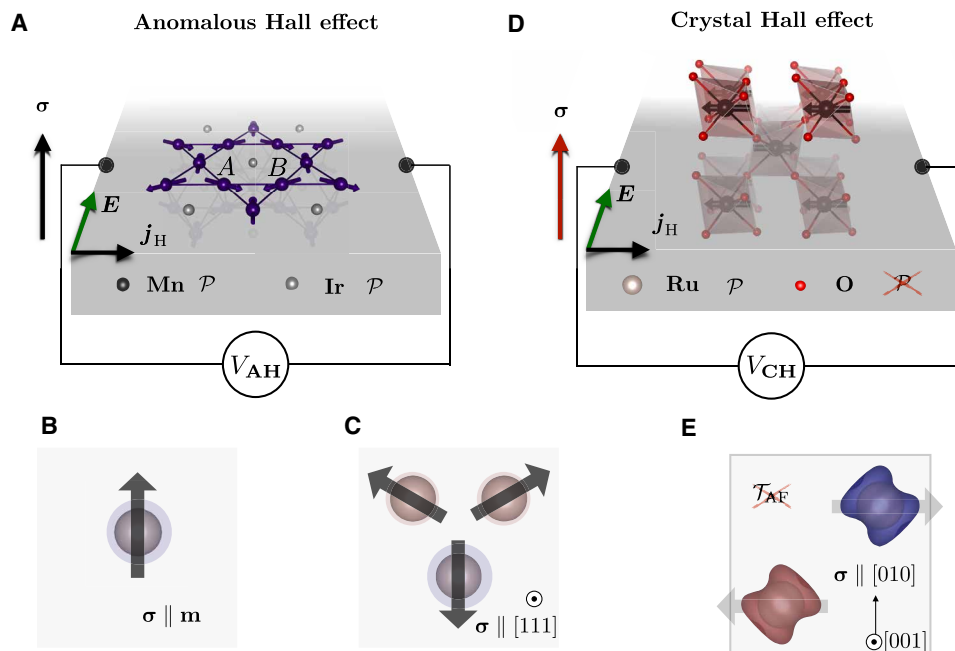 A
Anomalous Hall effect
σ
A
B
E
j_H
Mn 𝒫
Ir 𝒫
V_AH
D
Crystal Hall effect
σ
E
j_H
Ru 𝒫
O 𝒫
V_CH
B
σ ∥ m
C
σ ∥ [111]
E
𝒯_AF
σ ∥ [010]
[001]